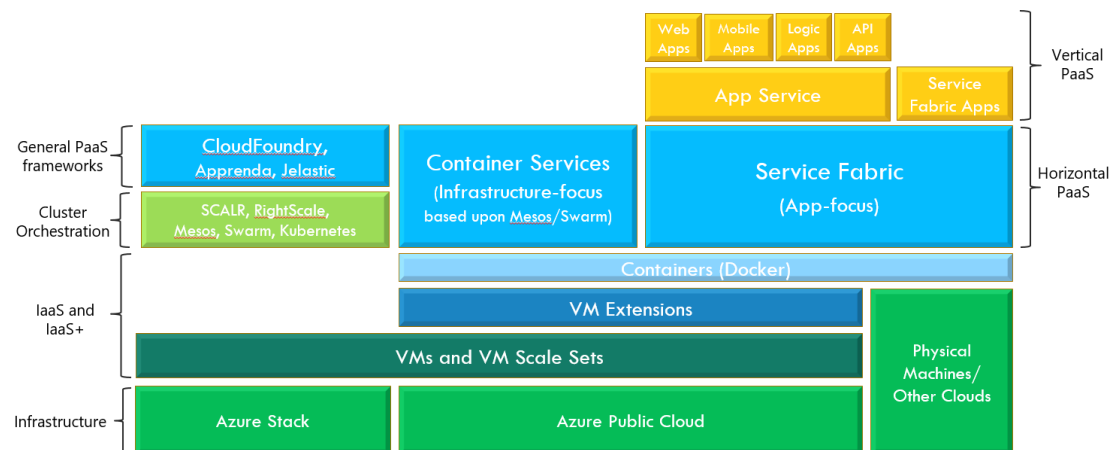 Web
Apps
Mobile
Apps
Logic
Apps
API
Apps
Vertical
PaaS
App Service
Service
Fabric Apps
General PaaS
frameworks
CloudFoundry,
Apprenda, Jelastic
Container Services
(Infrastructure-focus
based upon Mesos/Swarm)
Service Fabric
(App-focus)
Horizontal
PaaS
Cluster
Orchestration
SCALR, RightScale,
Mesos, Swarm, Kubernetes
Containers (Docker)
IaaS and
IaaS+
VM Extensions
VMs and VM Scale Sets
Physical
Machines/
Other Clouds
Infrastructure
Azure Stack
Azure Public Cloud